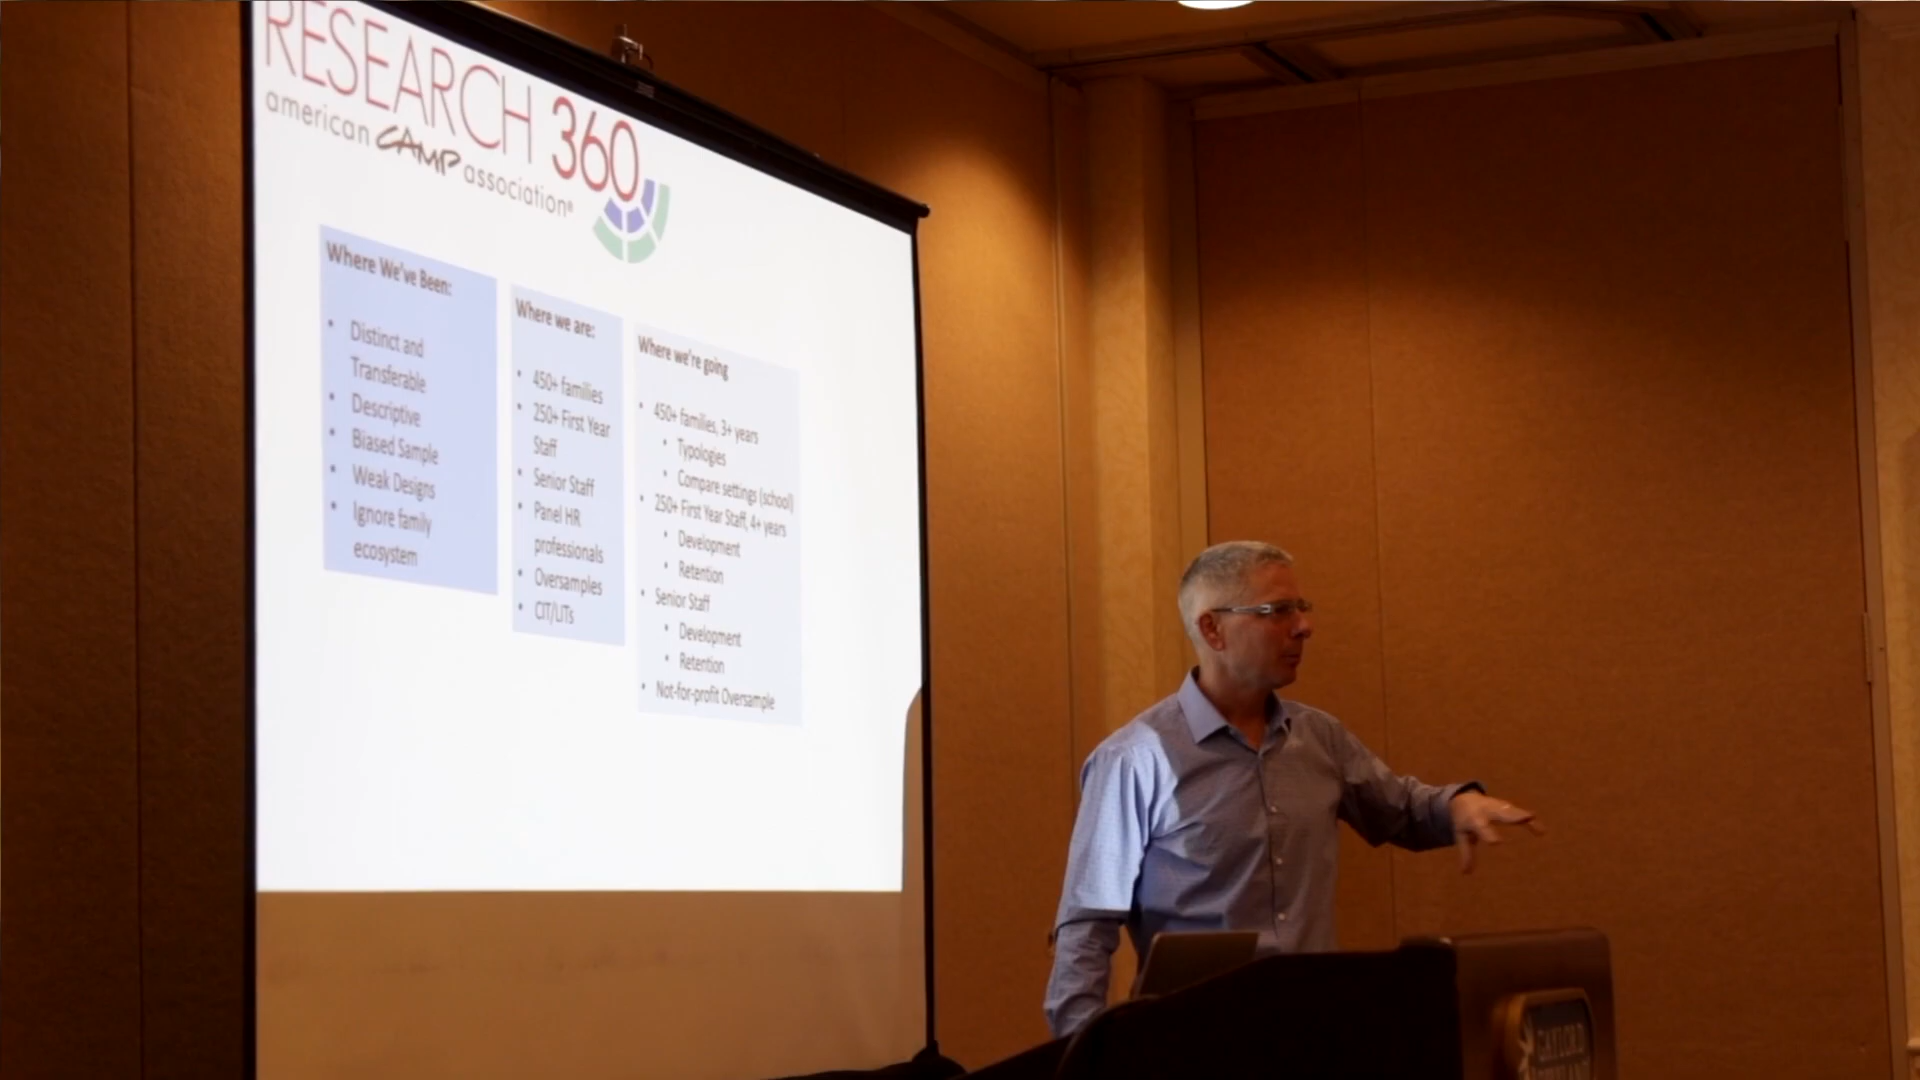 RESEARCH 360
american CAMP association®
Where We've Been:
• Distinct and
Transferable
• Descriptive
• Biased Sample
• Weak Designs
• Ignore family
ecosystem
Where we are:
• 450+ families
• 250+ First Year
Staff
• Senior Staff
• Panel HR
professionals
• Oversamples
• CIT/LITs
Where we're going
• 450+ families, 3+ years
• Typologies
• Compare settings (school)
• 250+ First Year Staff, 4+ years
• Development
• Retention
• Senior Staff
• Development
• Retention
• Not-for-profit Oversample
GAYLORD